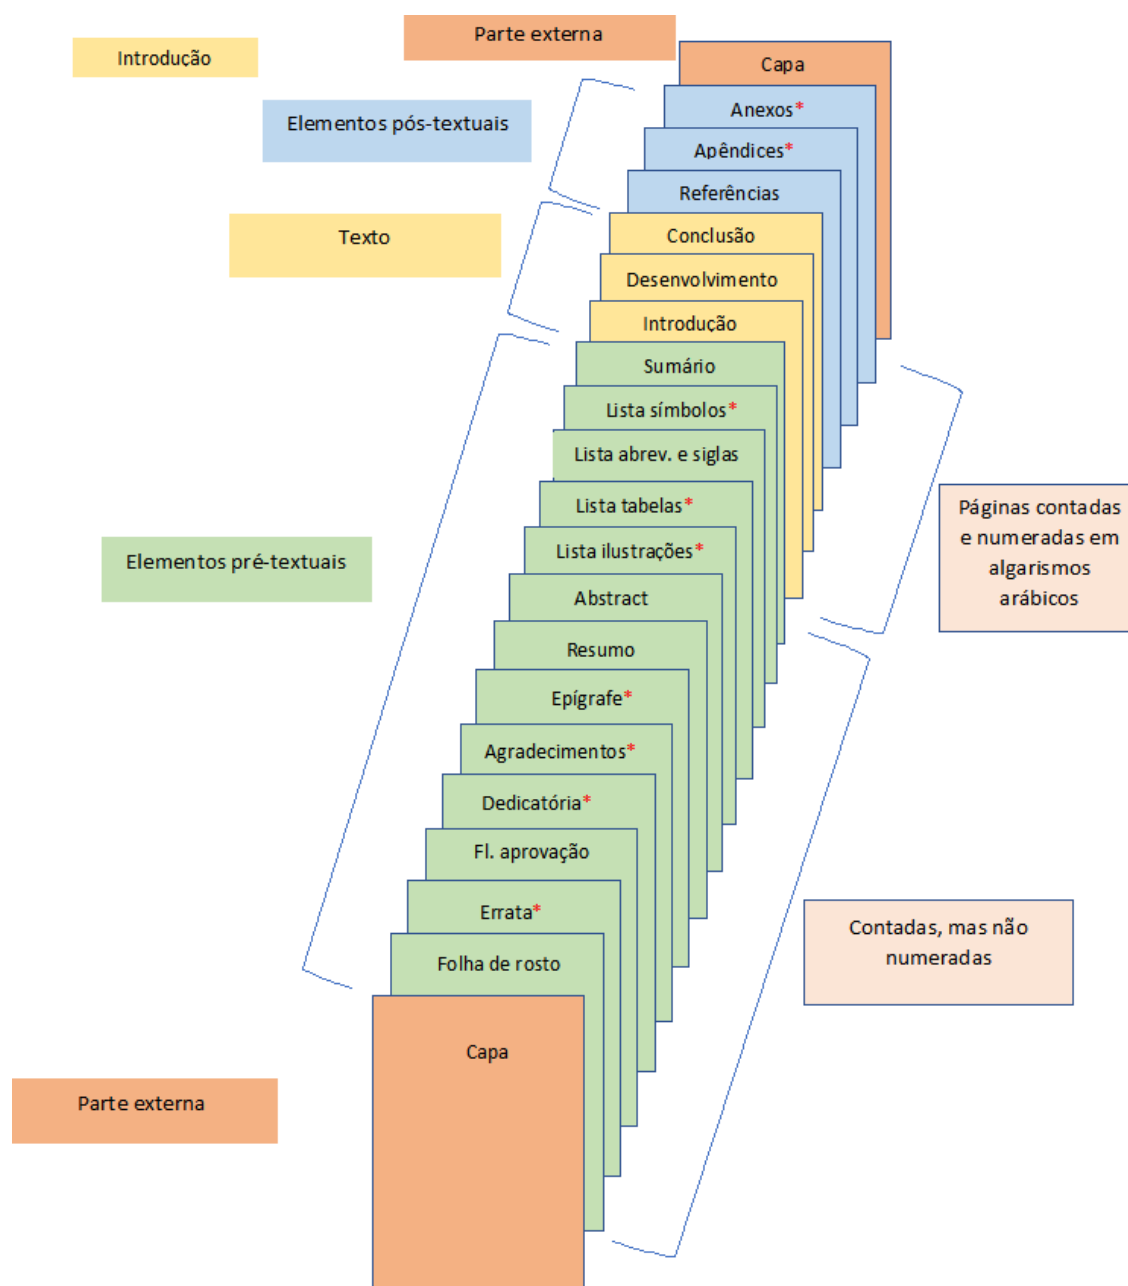 Parte externa
Introdução
Capa
Anexos*
Elementos pós-textuais
Apêndices*
Referências
Texto
Conclusão
Desenvolvimento
Introdução
Sumário
Lista símbolos*
Lista abrev. e siglas
Lista tabelas*
Páginas contadas
e numeradas em
algarismos
arábicos
Lista ilustrações*
Elementos pré-textuais
Abstract
Resumo
Epígrafe*
Agradecimentos*
Dedicatória*
Fl. aprovação
Errata*
Contadas, mas não
numeradas
Folha de rosto
Capa
Parte externa